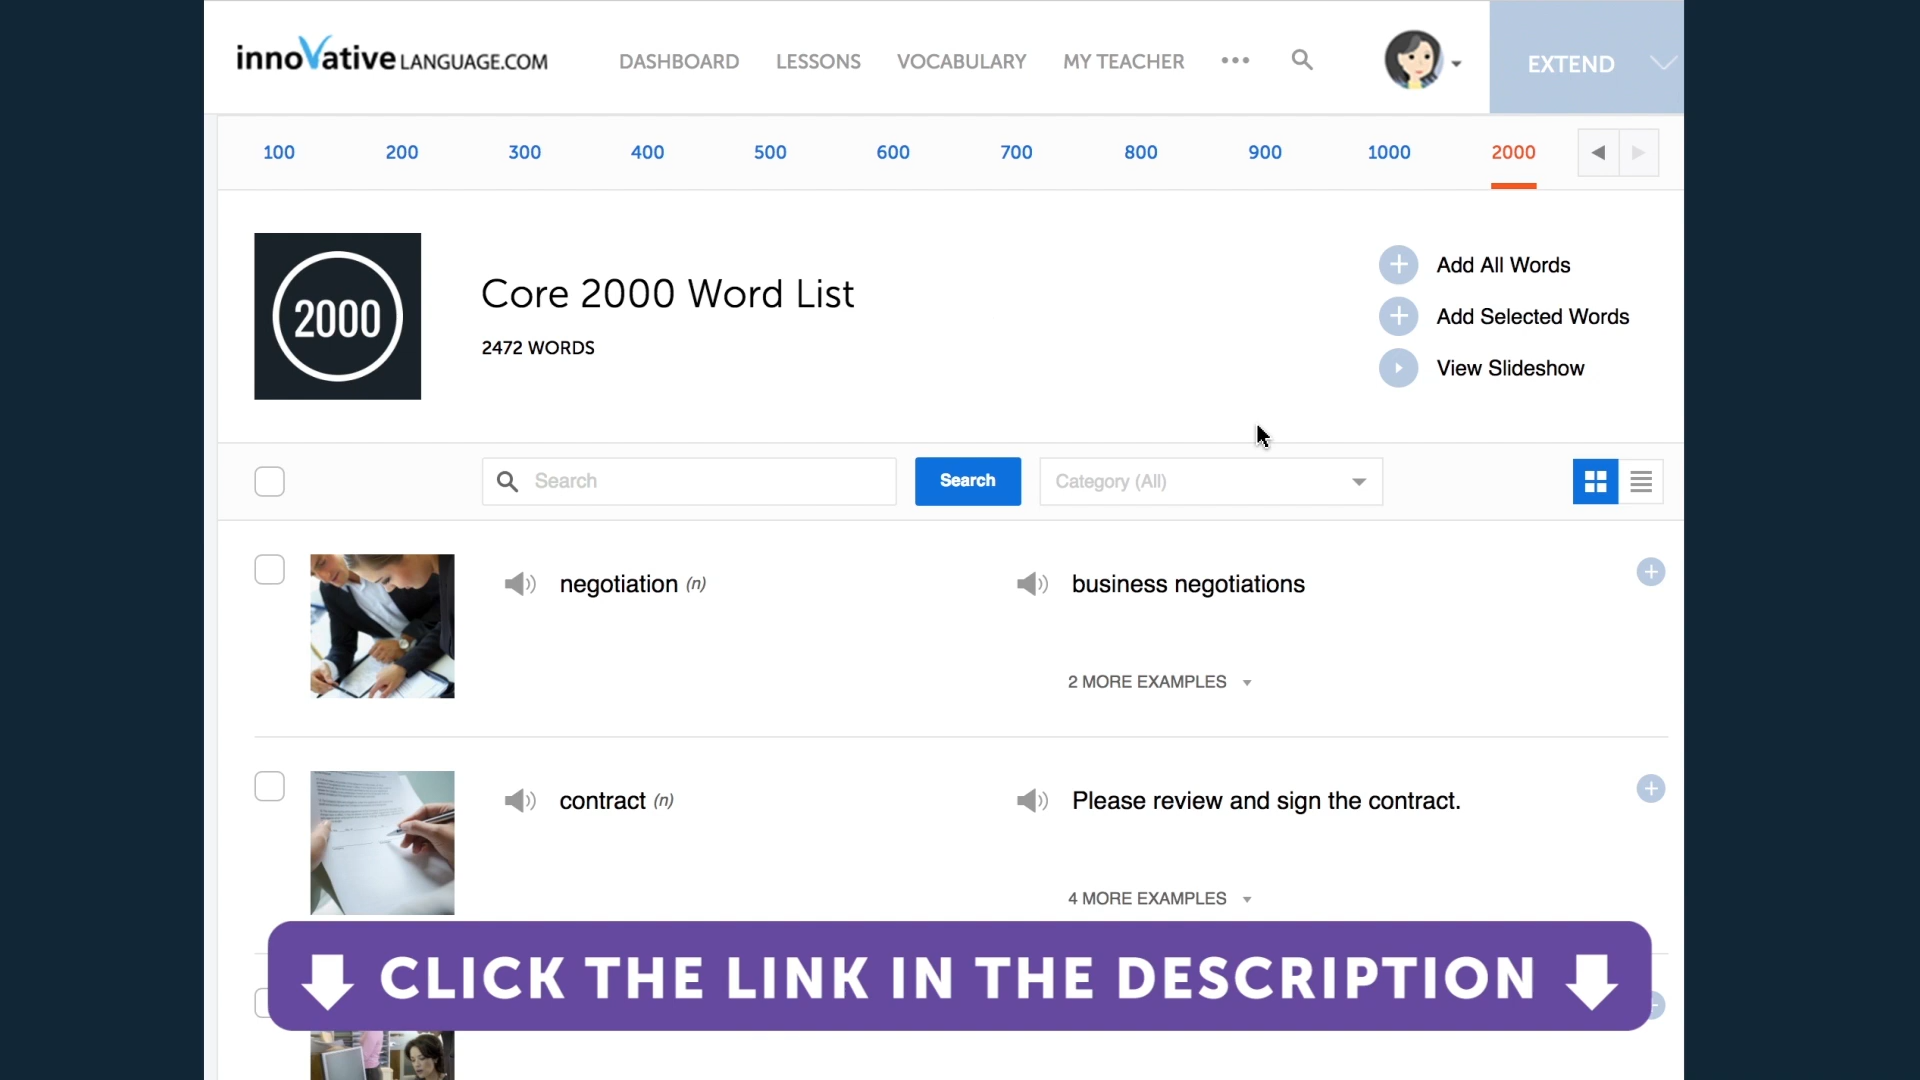 innoVative LANGUAGE.COM
DASHBOARD LESSONS VOCABULARY MY TEACHER ••• EXTEND
100 200 300 400 500 600 700 800 900 1000 2000
2000
Core 2000 Word List
2472 WORDS
Add All Words
Add Selected Words
View Slideshow
Search Search Category (All)
negotiation (n) business negotiations
2 MORE EXAMPLES
contract (n) Please review and sign the contract.
4 MORE EXAMPLES
CLICK THE LINK IN THE DESCRIPTION